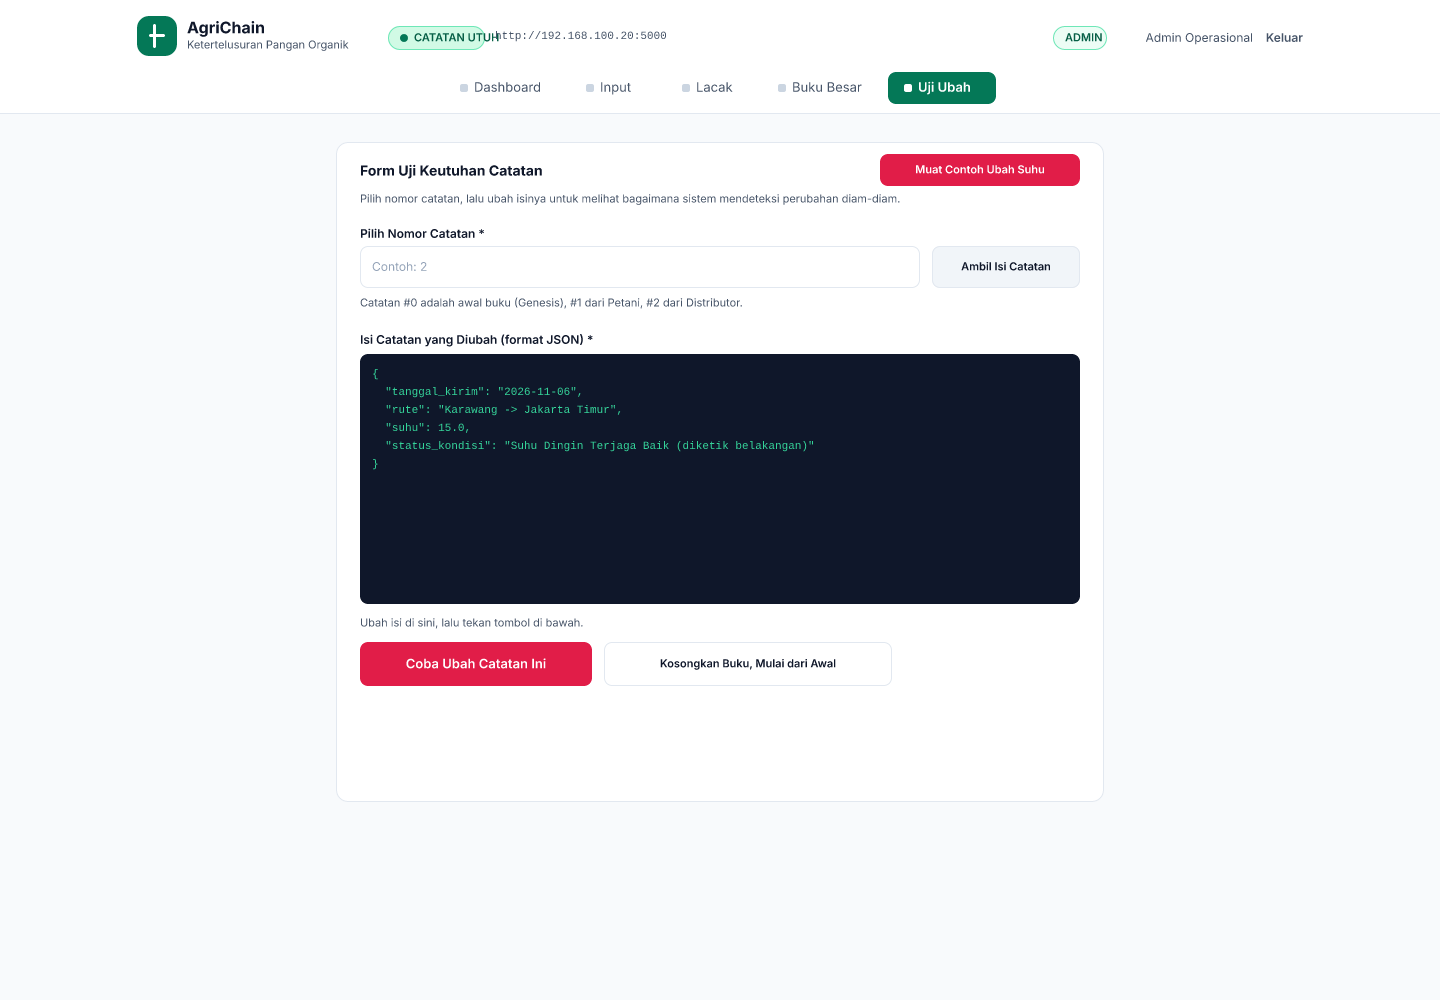 AgriChain
Ketertelusuran Pangan Organik
CATATAN UTUH
http://192.168.100.20:5000
ADMIN
Admin Operasional
Keluar
Dashboard
Input
Lacak
Buku Besar
Uji Ubah
Form Uji Keutuhan Catatan
Muat Contoh Ubah Suhu
Pilih nomor catatan, lalu ubah isinya untuk melihat bagaimana sistem mendeteksi perubahan diam-diam.
Pilih Nomor Catatan *
Contoh: 2
Ambil Isi Catatan
Catatan #0 adalah awal buku (Genesis), #1 dari Petani, #2 dari Distributor.
Isi Catatan yang Diubah (format JSON) *
{
  "tanggal_kirim": "2026-11-06",
  "rute": "Karawang -> Jakarta Timur",
  "suhu": 15.0,
  "status_kondisi": "Suhu Dingin Terjaga Baik (diketik belakangan)"
}
Ubah isi di sini, lalu tekan tombol di bawah.
Coba Ubah Catatan Ini
Kosongkan Buku, Mulai dari Awal